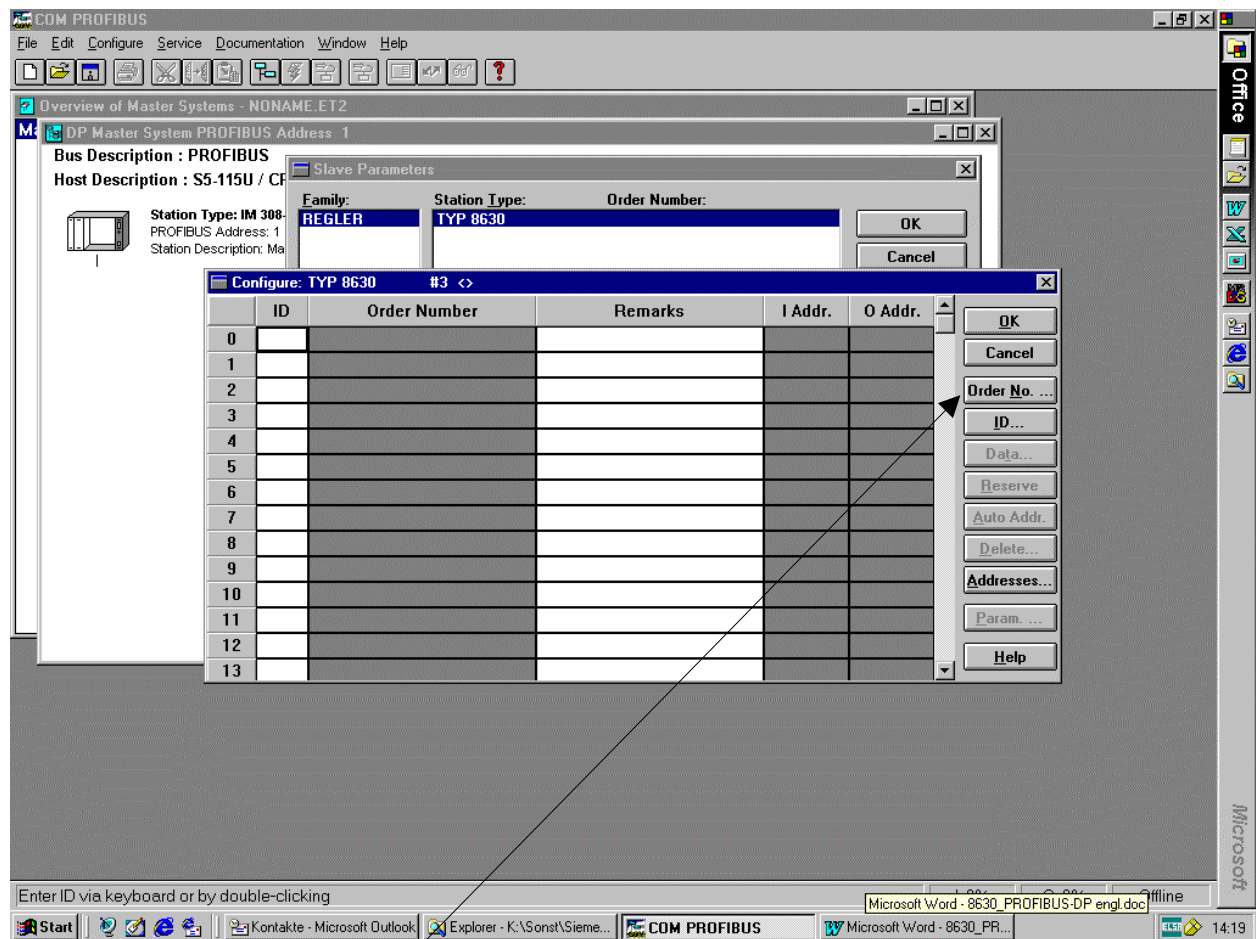 COM PROFIBUS
File Edit Configure Service Documentation Window Help
Office
Overview of Master Systems - NONAME.ET2
Ma
DP Master System PROFIBUS Address 1
Bus Description : PROFIBUS
Host Description : S5-115U / CP
Slave Parameters
Family: Station Type: Order Number:
REGLER TYP 8630
OK
Cancel
Station Type: IM 308-
PROFIBUS Address: 1
Station Description: Ma
Configure: TYP 8630 #3 <>
ID Order Number Remarks I Addr. O Addr.
0
1
2
3
4
5
6
7
8
9
10
11
12
13
OK
Cancel
Order No. ...
ID...
Data...
Reserve
Auto Addr.
Delete...
Addresses...
Param. ...
Help
Microsoft
Enter ID via keyboard or by double-clicking
Offline
Microsoft Word - 8630_PROFIBUS-DP engl.doc
Start Kontakte - Microsoft Outlook Explorer - K:\Sonst\Sieme... COM PROFIBUS Microsoft Word - 8630_PR... 14:19